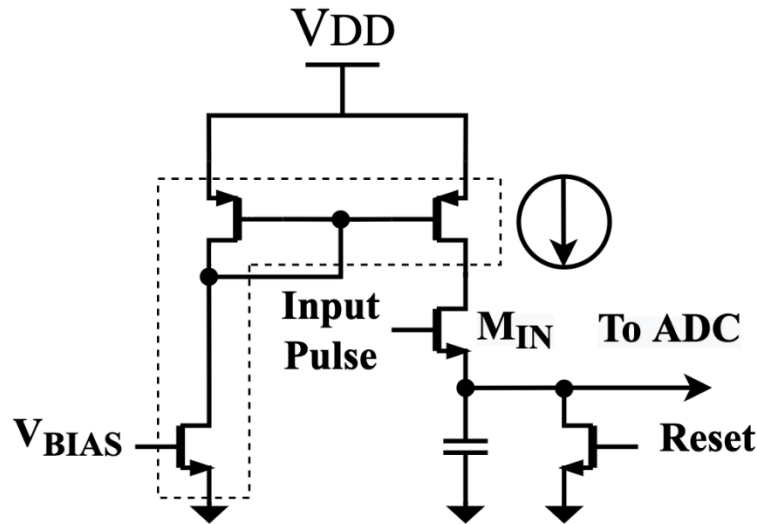 VDD
Input
Pulse
MIN
To ADC
VBIAS
Reset